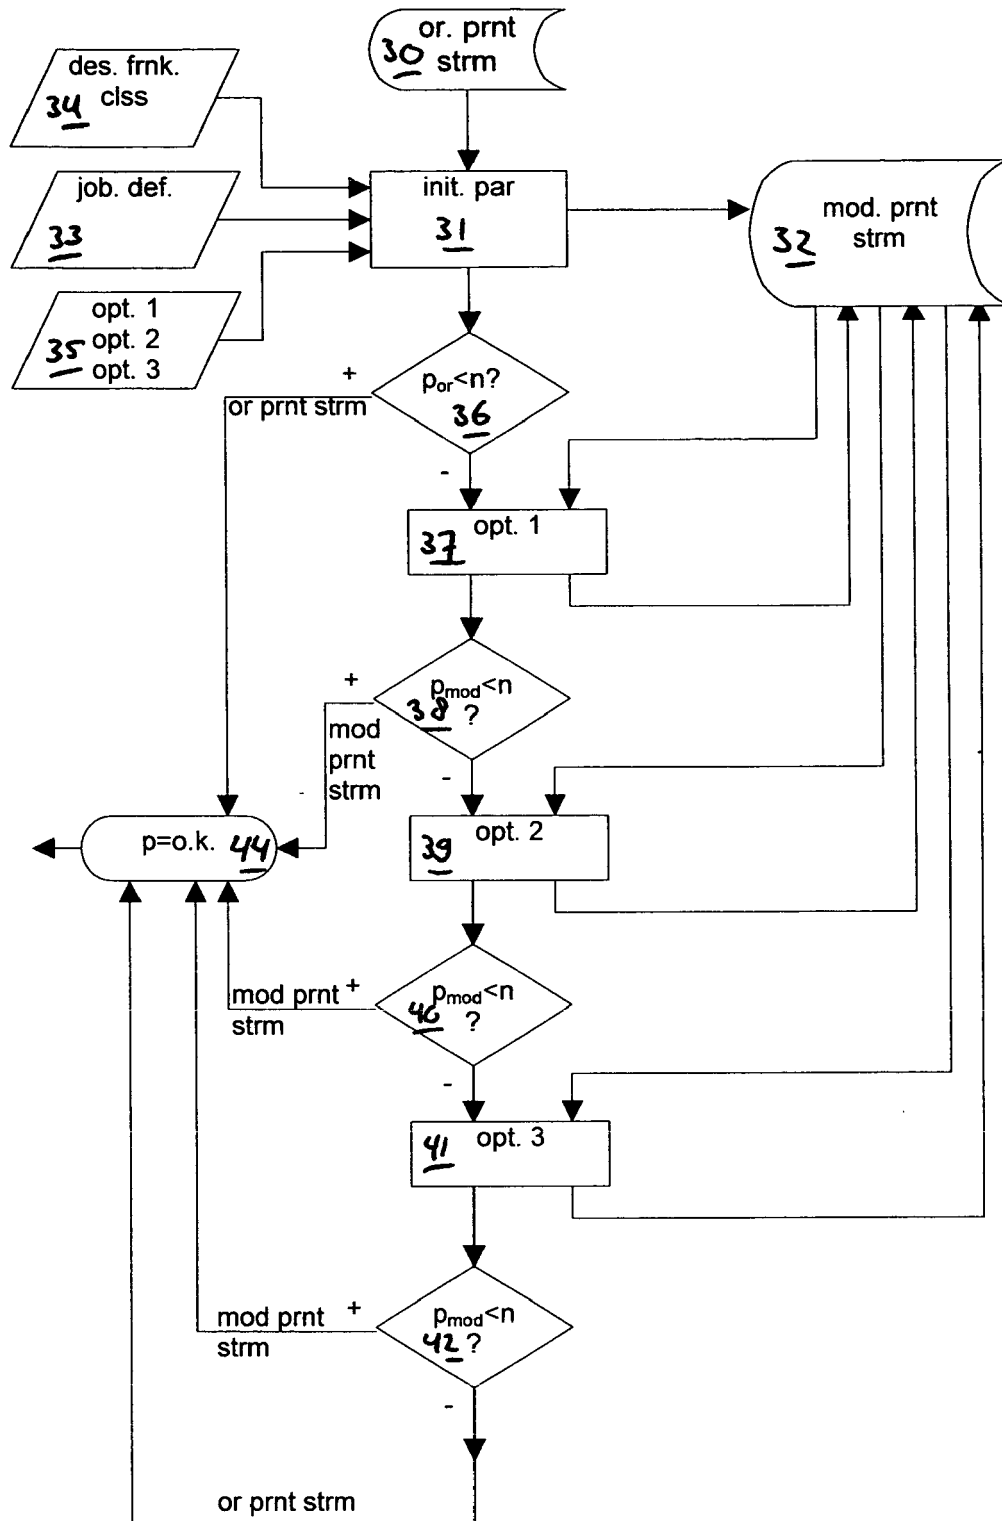 or. prnt
30 strm
des. frnk.
34 clss
job. def.
33
opt. 1
35 opt. 2
opt. 3
init. par
31
mod. prnt
32 strm
+
or prnt strm
por<n?
36
-
opt. 1
37
+
mod
prnt
strm
pmod<n
38 ?
-
p=o.k. 44
opt. 2
39
mod prnt +
strm
pmod<n
40 ?
-
opt. 3
41
mod prnt +
strm
pmod<n
42 ?
-
or prnt strm